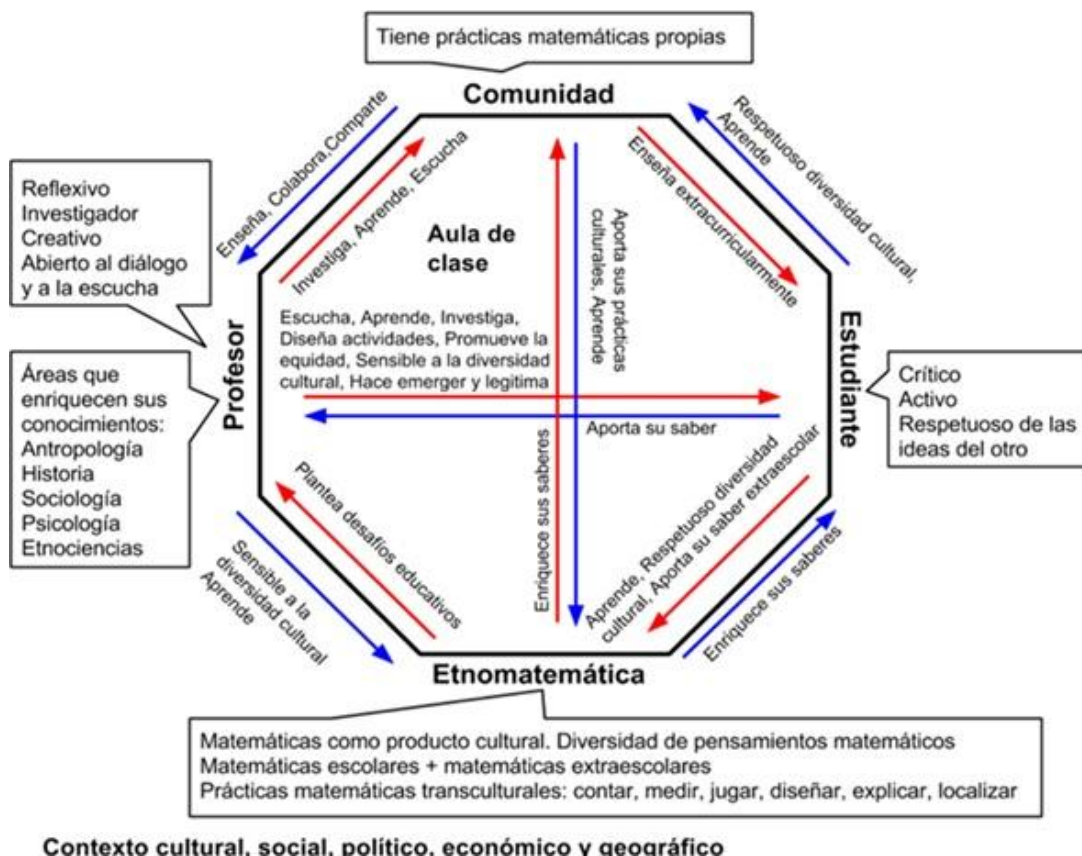 Tiene prácticas matemáticas propias
Comunidad
Enseña, Colabora,Comparte
Investiga, Aprende, Escucha
Respetuoso diversidad cultural,
Aprende
Enseña extracurricularmente
Reflexivo
Investigador
Creativo
Abierto al diálogo
y a la escucha
Aula de
clase
Aporta sus prácticas
culturales, Aprende
Escucha, Aprende, Investiga,
Diseña actividades, Promueve la
equidad, Sensible a la diversidad
cultural, Hace emerger y legitima
Profesor
Estudiante
Áreas que
enriquecen sus
conocimientos:
Antropología
Historia
Sociología
Psicología
Etnociencias
Crítico
Activo
Respetuoso de las
ideas del otro
Aporta su saber
Enriquece sus saberes
Plantea desafíos educativos
Sensible a la
diversidad cultural
Aprende
Aprende, Respetuoso diversidad
cultural, Aporta su saber extraescolar
Enriquece sus saberes
Etnomatemática
Matemáticas como producto cultural. Diversidad de pensamientos matemáticos
Matemáticas escolares + matemáticas extraescolares
Prácticas matemáticas transculturales: contar, medir, jugar, diseñar, explicar, localizar
Contexto cultural, social, político, económico y geográfico